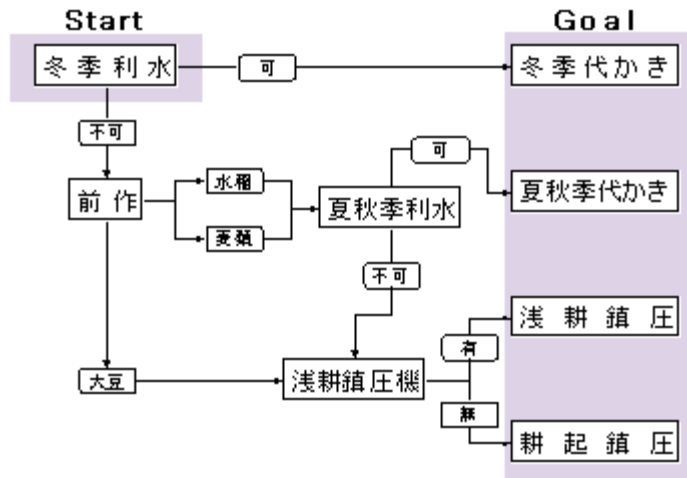 Start
Goal
冬季利水
可
冬季代かき
不可
前作
水稲
麦類
夏秋季利水
可
夏秋季代かき
不可
大豆
浅耕鎮圧機
有
浅耕鎮圧
無
耕起鎮圧